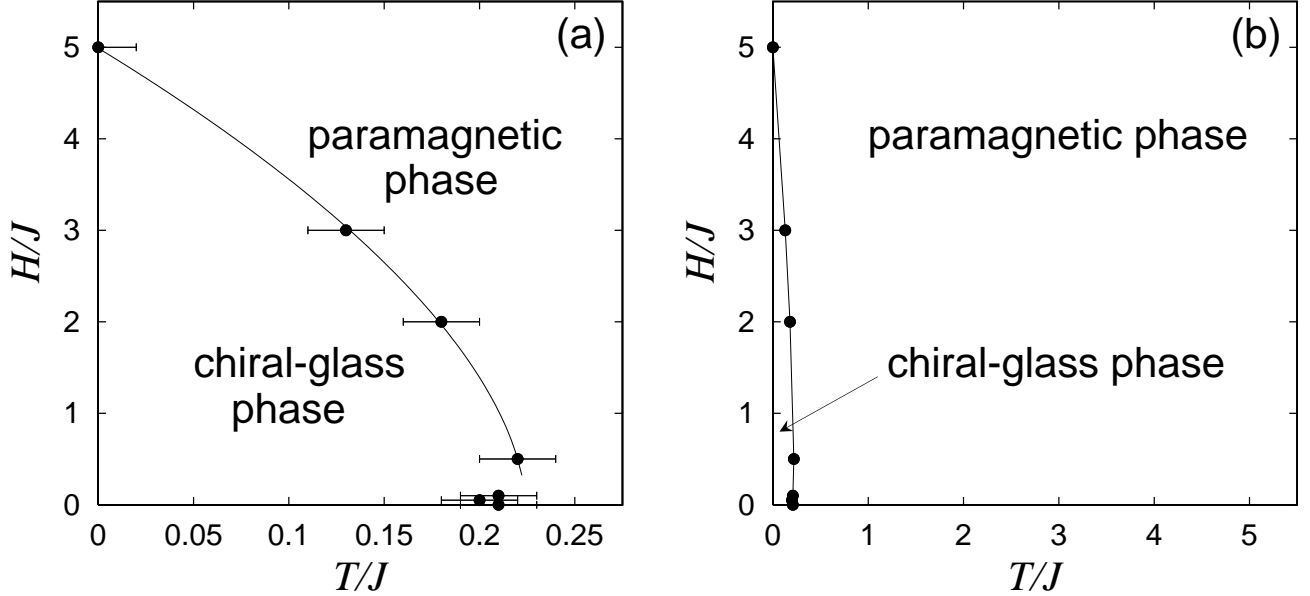 (a)
5
4
3
2
1
0
H/J
paramagnetic
phase
chiral-glass
phase
0 0.05 0.1 0.15 0.2 0.25
T/J
(b)
5
4
3
2
1
0
H/J
paramagnetic phase
chiral-glass phase
0 1 2 3 4 5
T/J